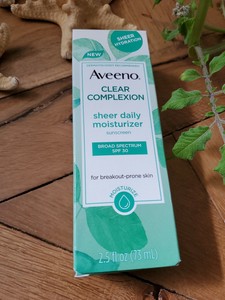 SHEER
HYDRATION
NEW
Aveeno®
CLEAR
COMPLEXION
sheer daily
moisturizer
sunscreen
BROAD SPECTRUM
SPF 30
for breakout-prone skin
MOISTURIZE
2.5 fl oz (73 mL)